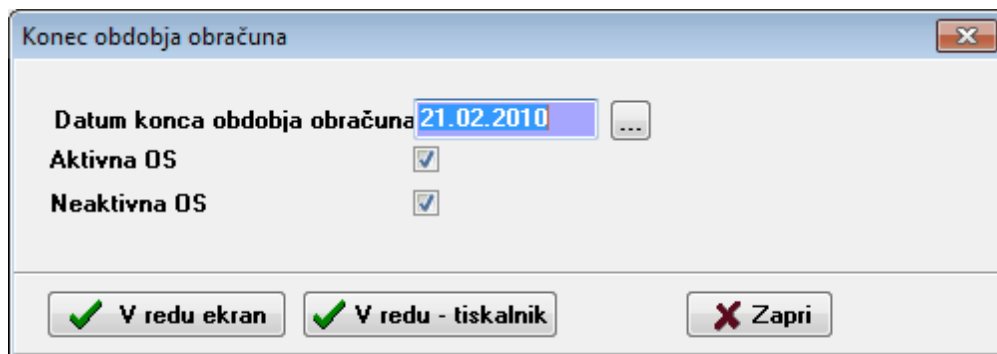 Konec obdobja obračuna
Datum konca obdobja obračuna 21.02.2010 ...
Aktivna OS
Neaktivna OS
V redu ekran V redu - tiskalnik Zapri